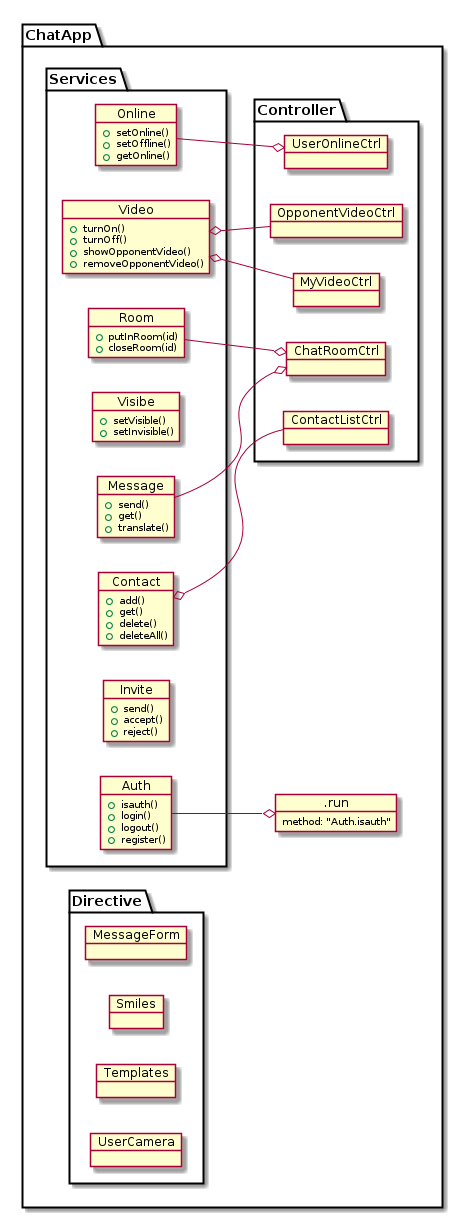 ChatApp
Services
Online
setOnline()
setOffline()
getOnline()
Video
turnOn()
turnOff()
showOpponentVideo()
removeOpponentVideo()
Room
putInRoom(id)
closeRoom(id)
Visibe
setVisible()
setInvisible()
Message
send()
get()
translate()
Contact
add()
get()
delete()
deleteAll()
Invite
send()
accept()
reject()
Auth
isauth()
login()
logout()
register()
Controller
UserOnlineCtrl
OpponentVideoCtrl
MyVideoCtrl
ChatRoomCtrl
ContactListCtrl
.run
method: "Auth.isauth"
Directive
MessageForm
Smiles
Templates
UserCamera